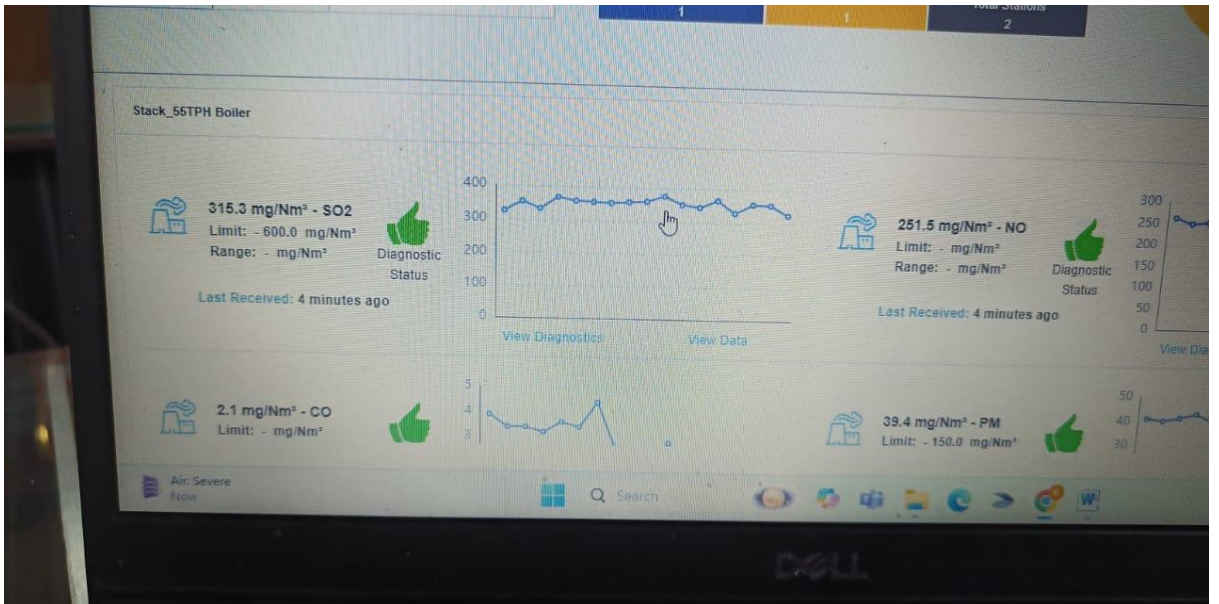 1
1
Total Stations
2
Stack_55TPH Boiler
315.3 mg/Nm³ - SO2
Limit: - 600.0 mg/Nm³
Range: - mg/Nm³
Diagnostic
Status
Last Received: 4 minutes ago
400
300
200
100
0
View Diagnostics
View Data
251.5 mg/Nm³ - NO
Limit: - mg/Nm³
Range: - mg/Nm³
Diagnostic
Status
Last Received: 4 minutes ago
300
250
200
150
100
50
0
View Dia
2.1 mg/Nm³ - CO
Limit: - mg/Nm³
5
4
3
39.4 mg/Nm³ - PM
Limit: - 150.0 mg/Nm³
50
40
30
Air: Severe
Now
Search
W
DELL